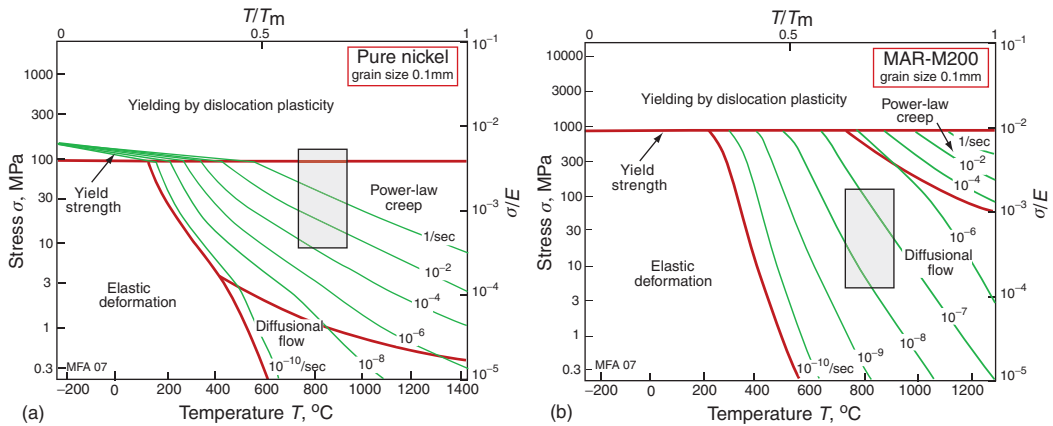 T/Tm
0
0.5
1
Pure nickel
grain size 0.1mm
Yielding by dislocation plasticity
Yield
strength
Power-law
creep
Elastic
deformation
Diffusional
flow
1/sec
10⁻²
10⁻⁴
10⁻⁶
10⁻⁸
10⁻¹⁰/sec
MFA 07
Stress σ, MPa
1000
300
100
30
10
3
1
0.3
10⁻¹
10⁻²
10⁻³
10⁻⁴
10⁻⁵
σ/E
−200
0
200
400
600
800
1000
1200
1400
(a)
Temperature T, °C
T/Tm
0
0.5
1
MAR-M200
grain size 0.1mm
Yielding by dislocation plasticity
Power-law
creep
Yield
strength
1/sec
10⁻²
10⁻⁴
10⁻⁶
Elastic
deformation
Diffusional
flow
10⁻⁷
10⁻⁸
10⁻⁹
10⁻¹⁰/sec
MFA 07
Stress σ, MPa
10000
3000
1000
300
100
30
10
3
1
0.3
10⁻¹
10⁻²
10⁻³
10⁻⁴
10⁻⁵
σ/E
−200
0
200
400
600
800
1000
1200
(b)
Temperature T, °C